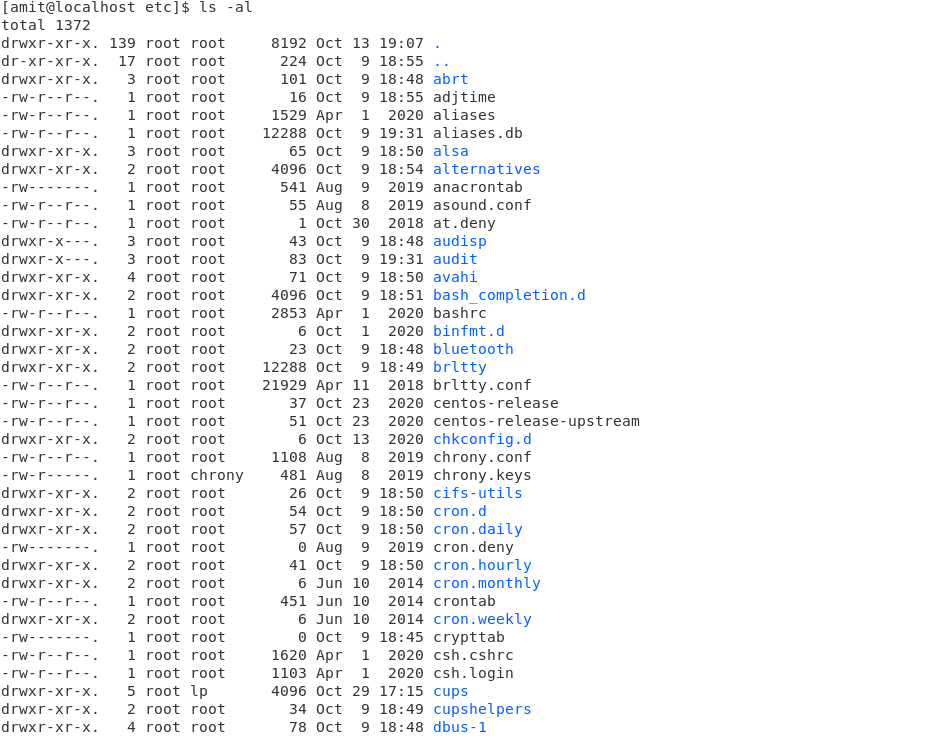 [amit@localhost etc]$ ls -al
total 1372
drwxr-xr-x. 139 root root     8192 Oct 13 19:07 .
dr-xr-xr-x.  17 root root      224 Oct  9 18:55 ..
drwxr-xr-x.   3 root root      101 Oct  9 18:48 abrt
-rw-r--r--.   1 root root       16 Oct  9 18:55 adjtime
-rw-r--r--.   1 root root     1529 Apr  1  2020 aliases
-rw-r--r--.   1 root root    12288 Oct  9 19:31 aliases.db
drwxr-xr-x.   3 root root       65 Oct  9 18:50 alsa
drwxr-xr-x.   2 root root     4096 Oct  9 18:54 alternatives
-rw-------.   1 root root      541 Aug  9  2019 anacrontab
-rw-r--r--.   1 root root       55 Aug  8  2019 asound.conf
-rw-r--r--.   1 root root        1 Oct 30  2018 at.deny
drwxr-x---.   3 root root       43 Oct  9 18:48 audisp
drwxr-x---.   3 root root       83 Oct  9 19:31 audit
drwxr-xr-x.   4 root root       71 Oct  9 18:50 avahi
drwxr-xr-x.   2 root root     4096 Oct  9 18:51 bash_completion.d
-rw-r--r--.   1 root root     2853 Apr  1  2020 bashrc
drwxr-xr-x.   2 root root        6 Oct  1  2020 binfmt.d
drwxr-xr-x.   2 root root       23 Oct  9 18:48 bluetooth
drwxr-xr-x.   2 root root    12288 Oct  9 18:49 brltty
-rw-r--r--.   1 root root    21929 Apr 11  2018 brltty.conf
-rw-r--r--.   1 root root       37 Oct 23  2020 centos-release
-rw-r--r--.   1 root root       51 Oct 23  2020 centos-release-upstream
drwxr-xr-x.   2 root root        6 Oct 13  2020 chkconfig.d
-rw-r--r--.   1 root root     1108 Aug  8  2019 chrony.conf
-rw-r-----.   1 root chrony    481 Aug  8  2019 chrony.keys
drwxr-xr-x.   2 root root       26 Oct  9 18:50 cifs-utils
drwxr-xr-x.   2 root root       54 Oct  9 18:50 cron.d
drwxr-xr-x.   2 root root       57 Oct  9 18:50 cron.daily
-rw-------.   1 root root        0 Aug  9  2019 cron.deny
drwxr-xr-x.   2 root root       41 Oct  9 18:50 cron.hourly
drwxr-xr-x.   2 root root        6 Jun 10  2014 cron.monthly
-rw-r--r--.   1 root root      451 Jun 10  2014 crontab
drwxr-xr-x.   2 root root        6 Jun 10  2014 cron.weekly
-rw-------.   1 root root        0 Oct  9 18:45 crypttab
-rw-r--r--.   1 root root     1620 Apr  1  2020 csh.cshrc
-rw-r--r--.   1 root root     1103 Apr  1  2020 csh.login
drwxr-xr-x.   5 root lp       4096 Oct 29 17:15 cups
drwxr-xr-x.   2 root root       34 Oct  9 18:49 cupshelpers
drwxr-xr-x.   4 root root       78 Oct  9 18:48 dbus-1